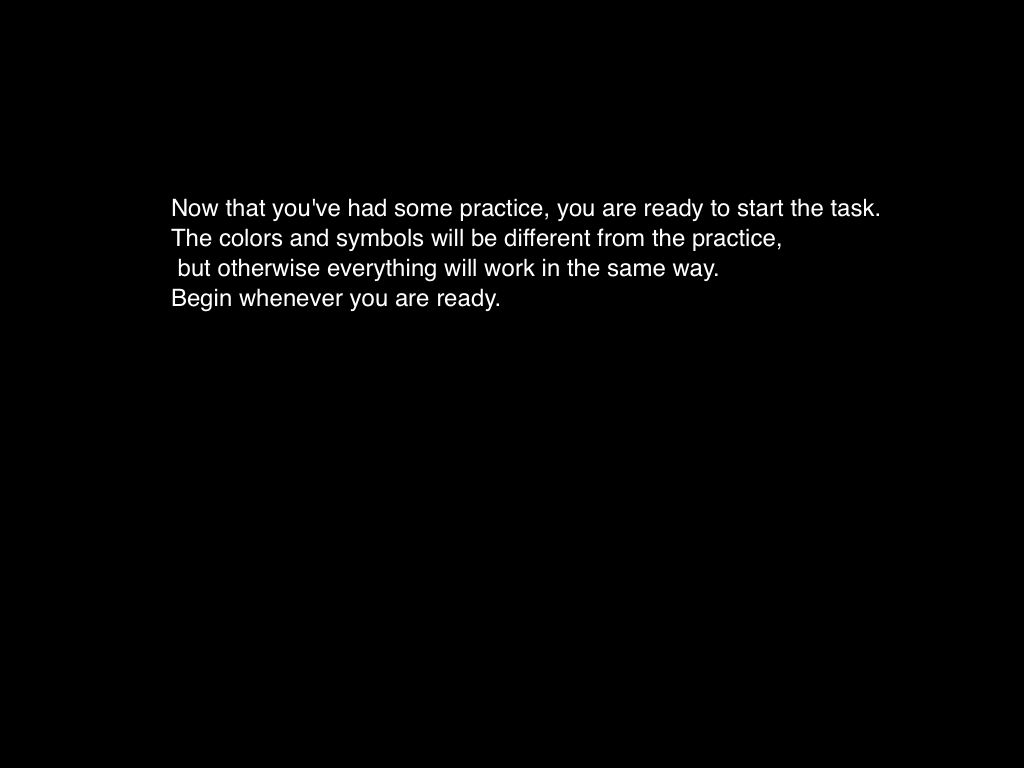 Now that you've had some practice, you are ready to start the task.
The colors and symbols will be different from the practice,
but otherwise everything will work in the same way.
Begin whenever you are ready.